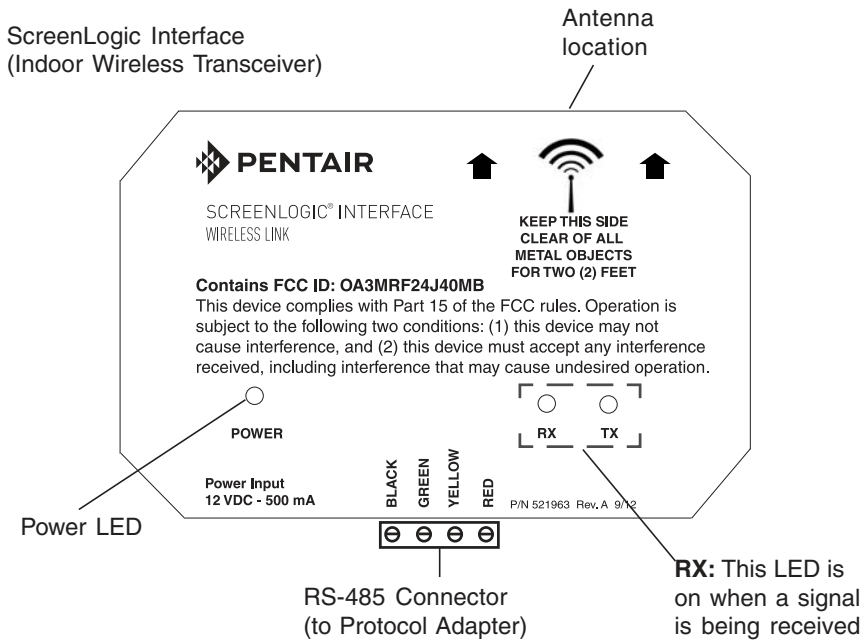 ScreenLogic Interface
(Indoor Wireless Transceiver)
Antenna
location
PENTAIR
SCREENLOGIC® INTERFACE
WIRELESS LINK
KEEP THIS SIDE
CLEAR OF ALL
METAL OBJECTS
FOR TWO (2) FEET
Contains FCC ID: OA3MRF24J40MB
This device complies with Part 15 of the FCC rules. Operation is
subject to the following two conditions: (1) this device may not
cause interference, and (2) this device must accept any interference
received, including interference that may cause undesired operation.
POWER
RX TX
Power Input
12 VDC - 500 mA
BLACK
GREEN
YELLOW
RED
P/N 521963 Rev. A 9/12
Power LED
RS-485 Connector
(to Protocol Adapter)
RX: This LED is
on when a signal
is being received